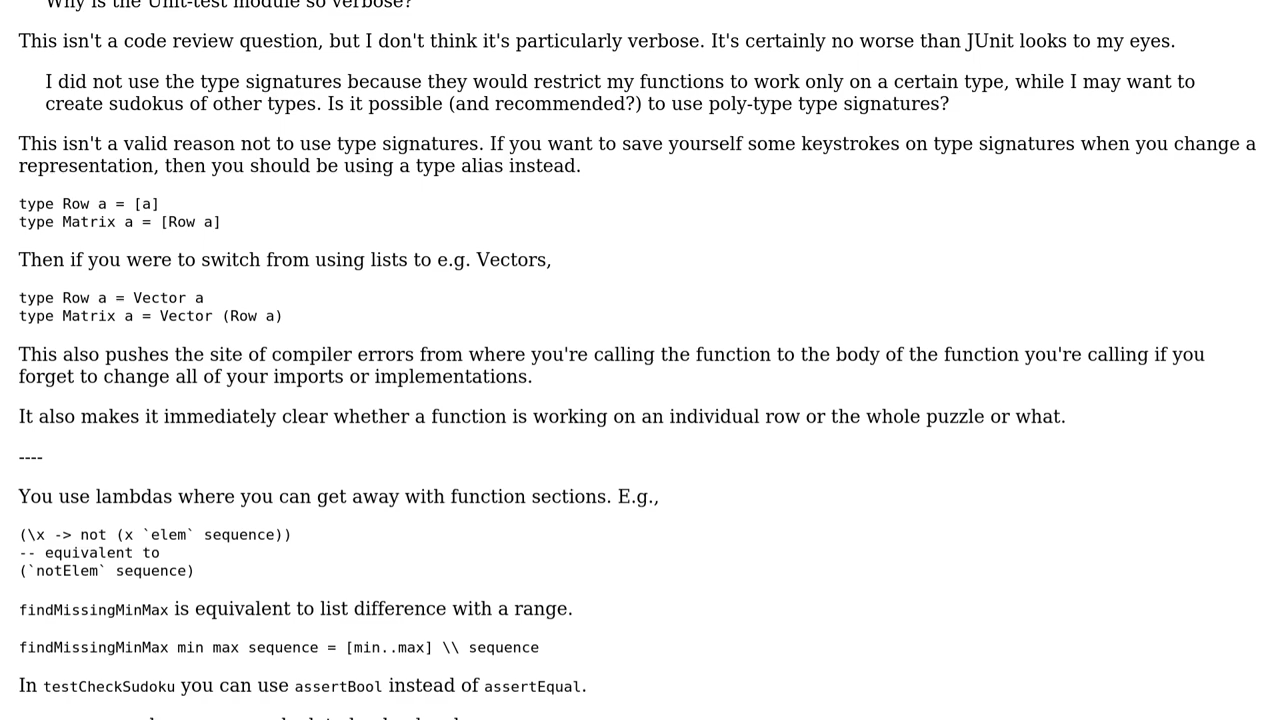 Why is the Unit-test module so verbose?
This isn't a code review question, but I don't think it's particularly verbose. It's certainly no worse than JUnit looks to my eyes.
I did not use the type signatures because they would restrict my functions to work only on a certain type, while I may want to
create sudokus of other types. Is it possible (and recommended?) to use poly-type type signatures?
This isn't a valid reason not to use type signatures. If you want to save yourself some keystrokes on type signatures when you change a
representation, then you should be using a type alias instead.
type Row a = [a]
type Matrix a = [Row a]
Then if you were to switch from using lists to e.g. Vectors,
type Row a = Vector a
type Matrix a = Vector (Row a)
This also pushes the site of compiler errors from where you're calling the function to the body of the function you're calling if you
forget to change all of your imports or implementations.
It also makes it immediately clear whether a function is working on an individual row or the whole puzzle or what.
----
You use lambdas where you can get away with function sections. E.g.,
(\x -> not (x `elem` sequence))
-- equivalent to
(`notElem` sequence)
findMissingMinMax is equivalent to list difference with a range.
findMissingMinMax min max sequence = [min..max] \\ sequence
In testCheckSudoku you can use assertBool instead of assertEqual.